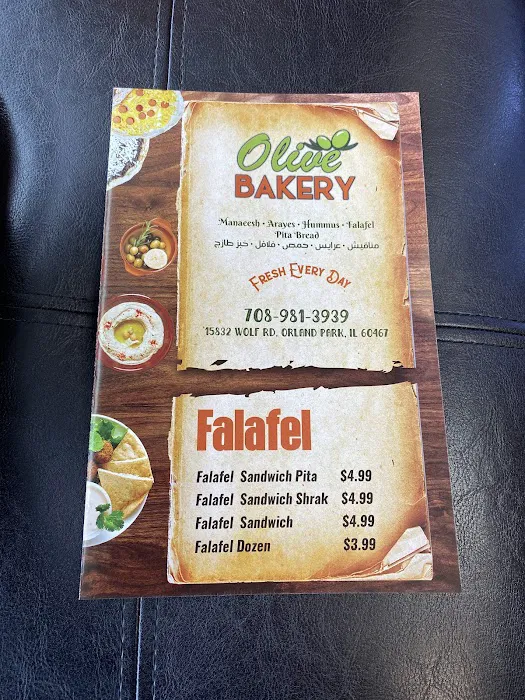 Olive
BAKERY
Manaeesh • Arayes • Hummus • Falafel
Pita Bread
مناقيش • عرايس • حمص • فلافل • خبز طازج
FRESH EVERY DAY
708-981-3939
15832 WOLF RD. ORLAND PARK, IL 60467
Falafel
Falafel Sandwich Pita $4.99
Falafel Sandwich Shrak $4.99
Falafel Sandwich $4.99
Falafel Dozen $3.99